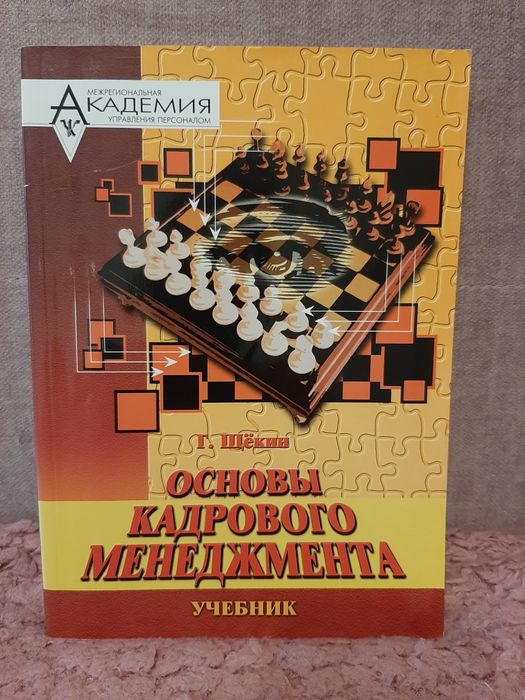 МЕЖРЕГИОНАЛЬНАЯ
АКАДЕМИЯ
УПРАВЛЕНИЯ ПЕРСОНАЛОМ
Г. Щёкин
ОСНОВЫ
КАДРОВОГО
МЕНЕДЖМЕНТА
УЧЕБНИК